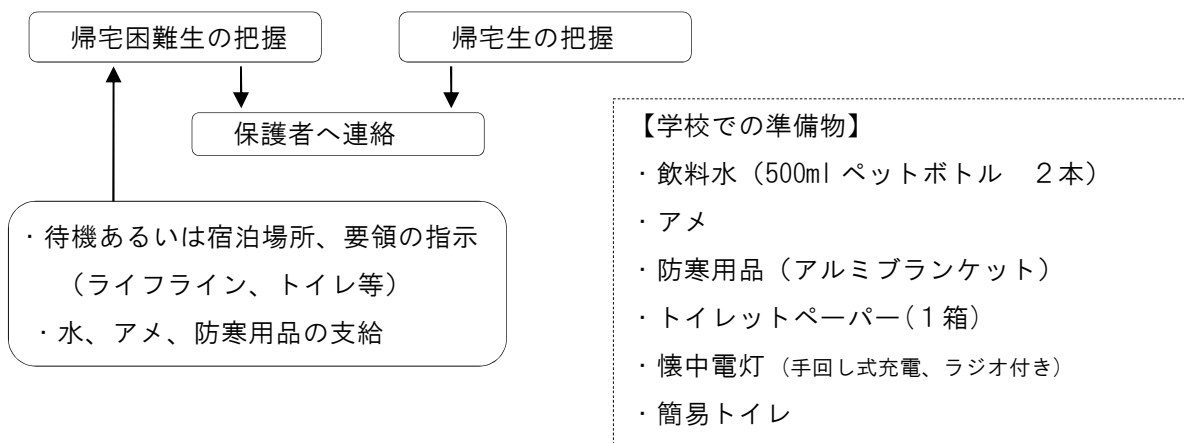 帰宅困難生の把握
帰宅生の把握
保護者へ連絡
・待機あるいは宿泊場所、要領の指示
（ライフライン、トイレ等）
・水、アメ、防寒用品の支給
【学校での準備物】
・飲料水（500ml ペットボトル　２本）
・アメ
・防寒用品（アルミブランケット）
・トイレットペーパー(１箱)
・懐中電灯（手回し式充電、ラジオ付き）
・簡易トイレ